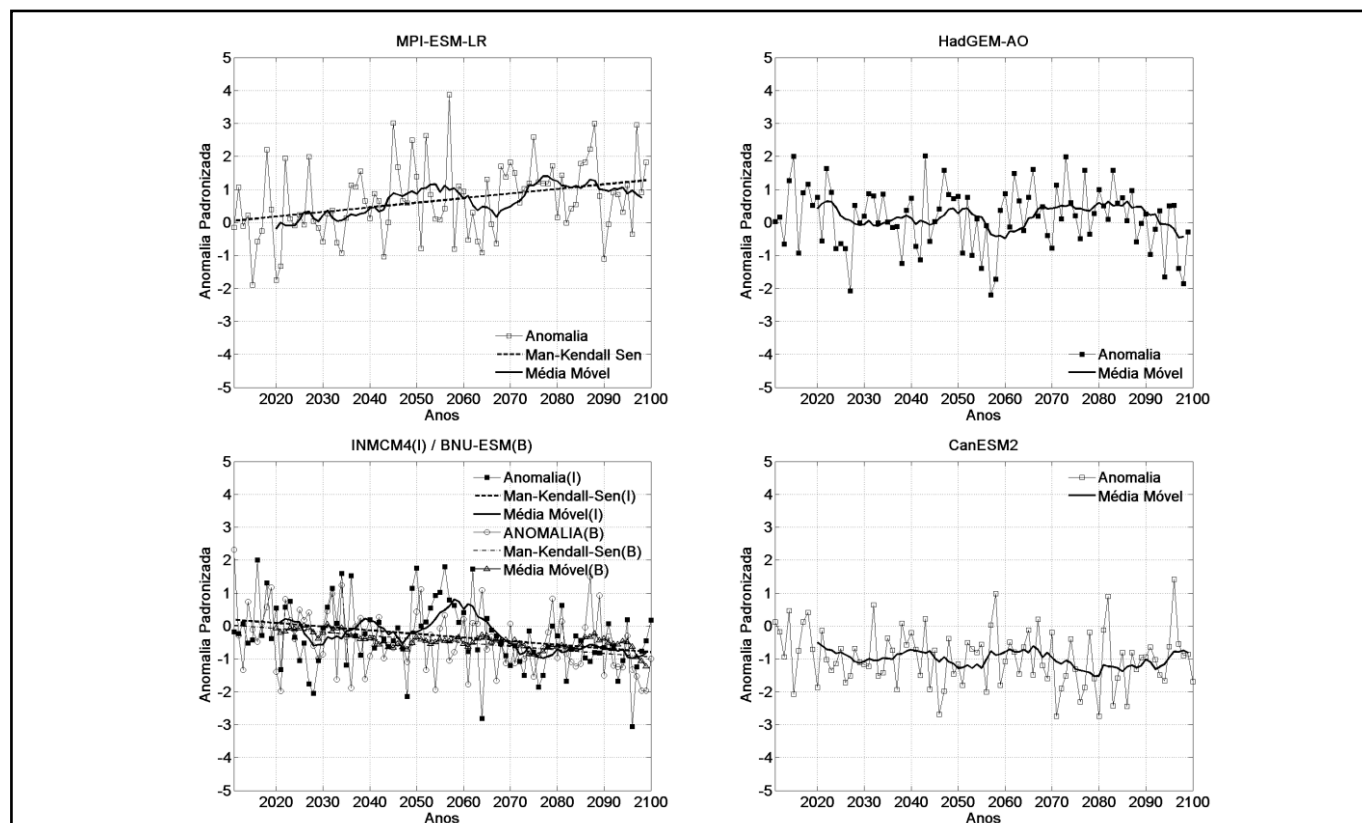 MPI-ESM-LR
5
4
3
2
1
0
-1
-2
-3
-4
-5
Anomalia Padronizada
Anomalia
Man-Kendall Sen
Média Móvel
2020 2030 2040 2050 2060 2070 2080 2090 2100
Anos
HadGEM-AO
5
4
3
2
1
0
-1
-2
-3
-4
-5
Anomalia Padronizada
Anomalia
Média Móvel
2020 2030 2040 2050 2060 2070 2080 2090 2100
Anos
INMCM4(I) / BNU-ESM(B)
5
4
3
2
1
0
-1
-2
-3
-4
-5
Anomalia Padronizada
Anomalia(I)
Man-Kendall-Sen(I)
Média Móvel(I)
ANOMALIA(B)
Man-Kendall-Sen(B)
Média Móvel(B)
2020 2030 2040 2050 2060 2070 2080 2090 2100
Anos
CanESM2
5
4
3
2
1
0
-1
-2
-3
-4
-5
Anomalia Padronizada
Anomalia
Média Móvel
2020 2030 2040 2050 2060 2070 2080 2090 2100
Anos